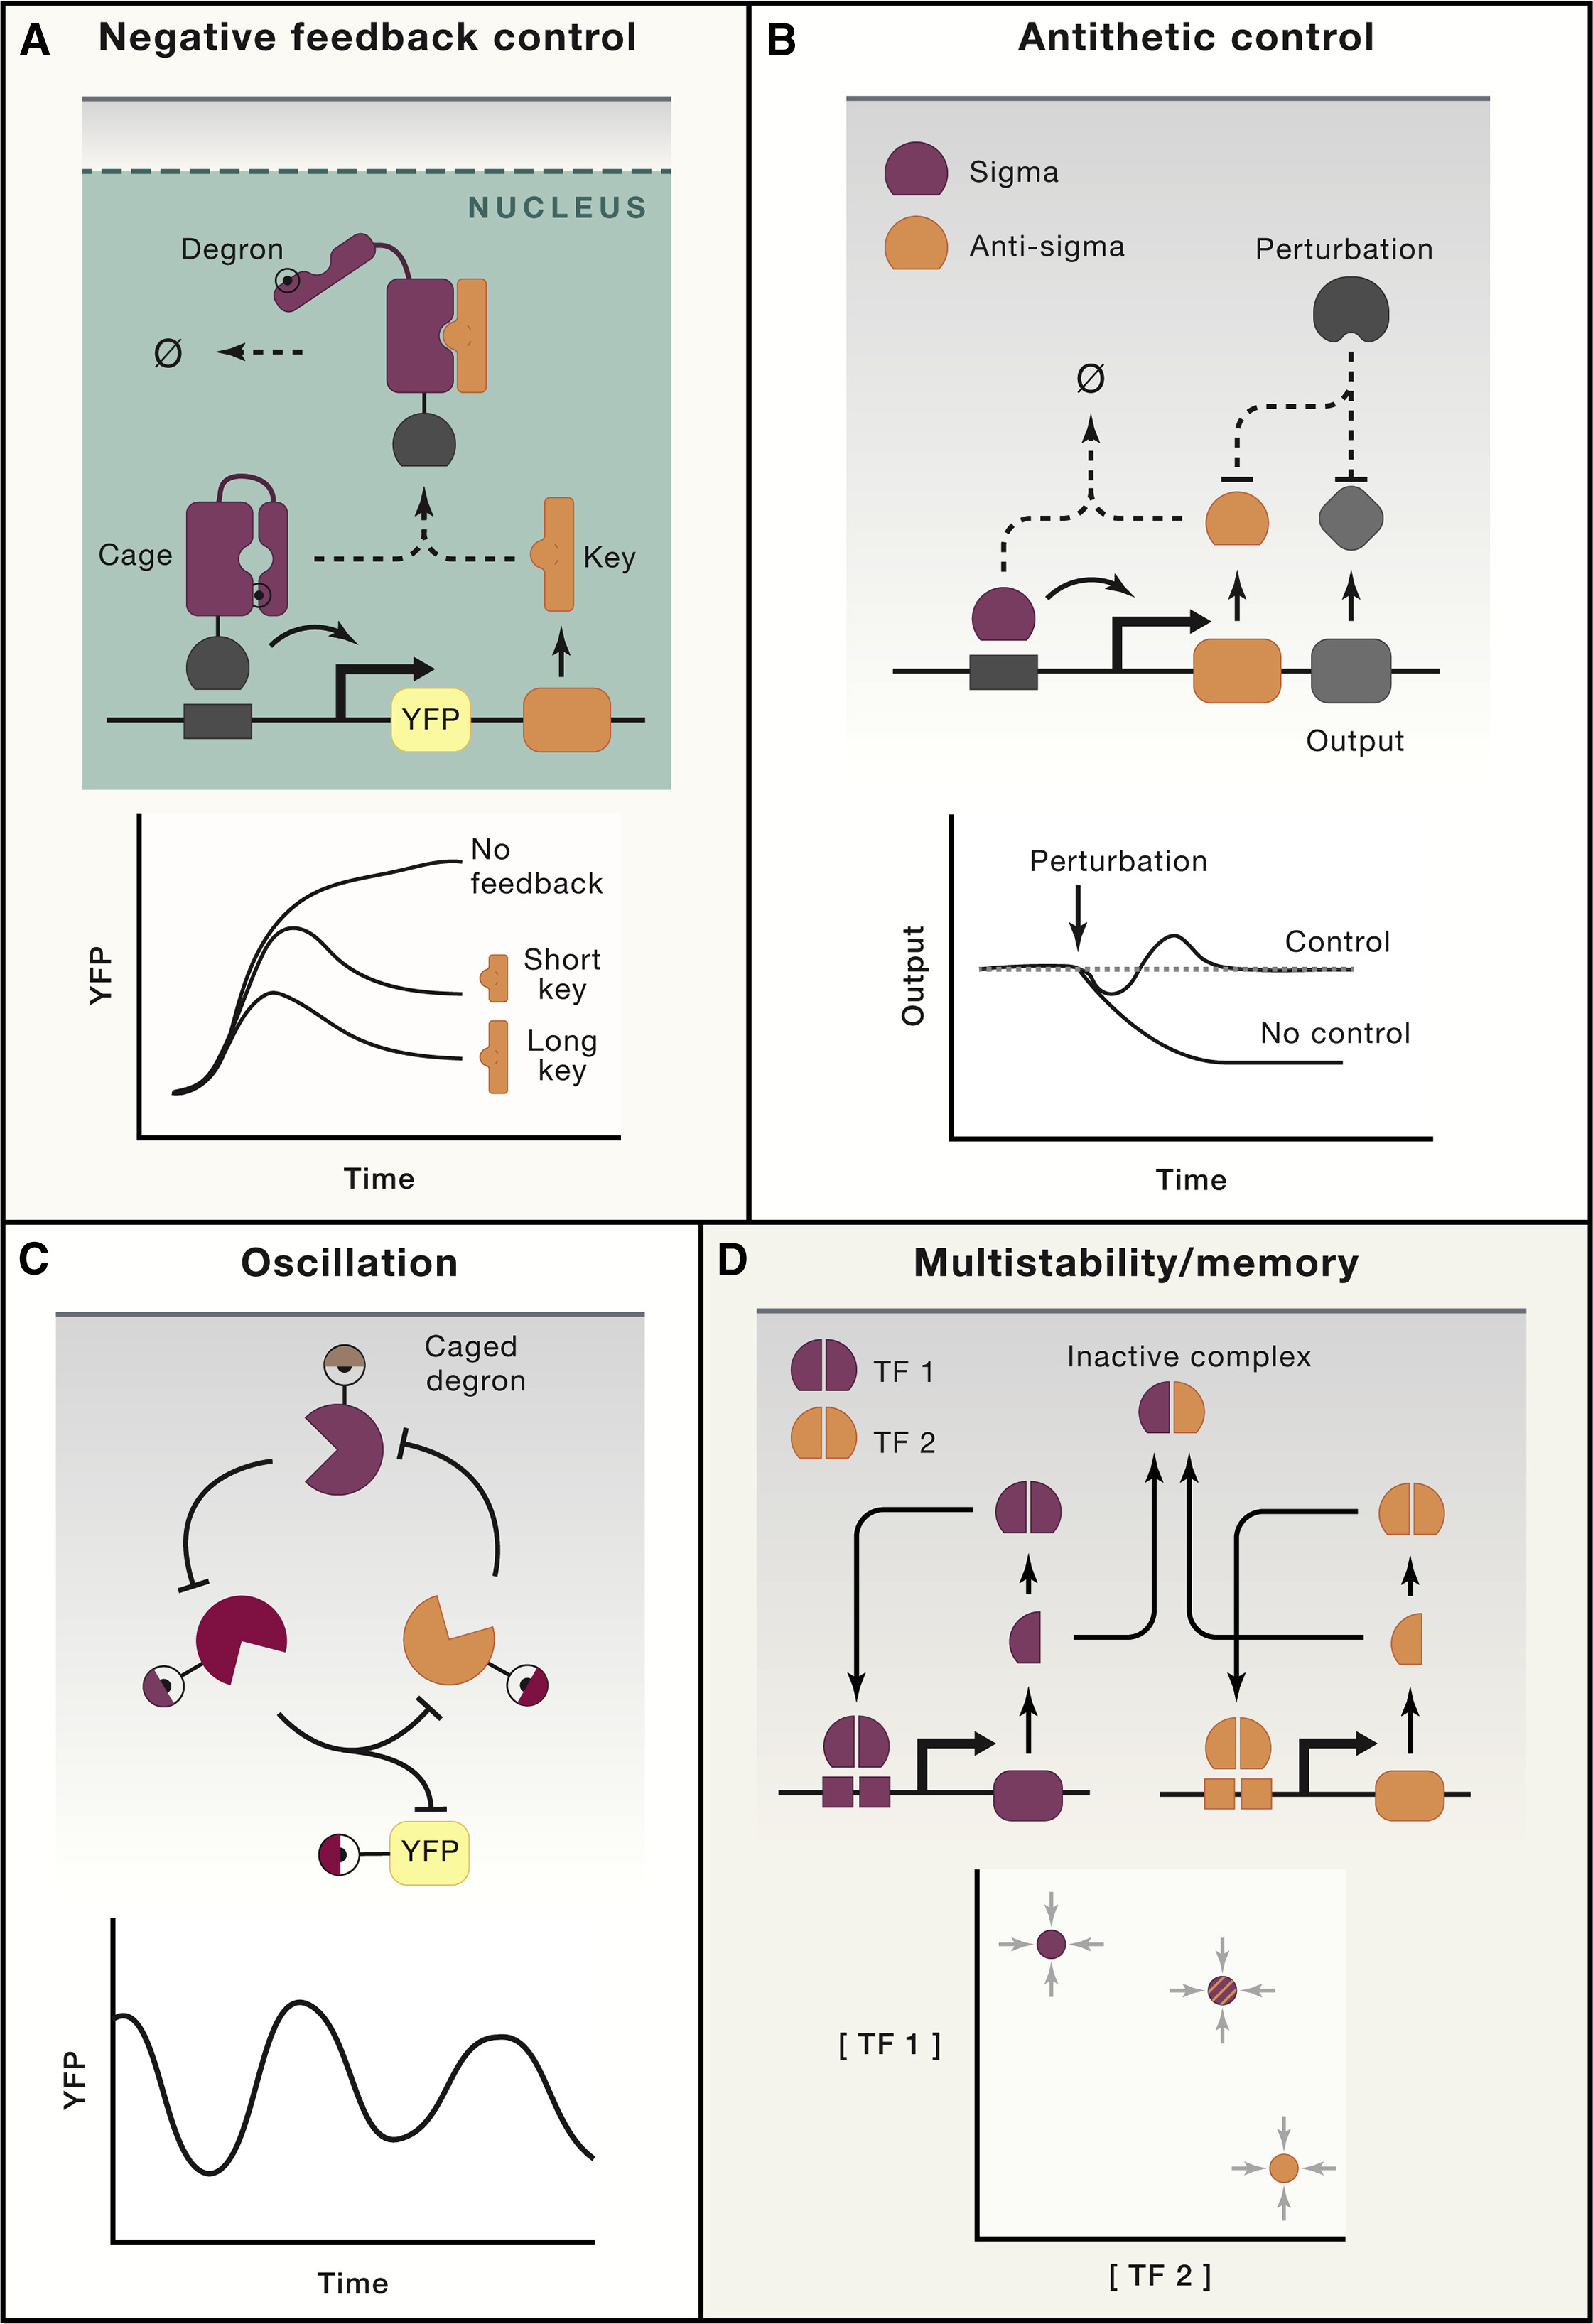 A
Negative feedback control
NUCLEUS
Degron
Ø
Cage
Key
YFP
No
feedback
Short
key
Long
key
YFP
Time
B
Antithetic control
Sigma
Anti-sigma
Perturbation
Ø
Output
Perturbation
Control
No control
Output
Time
C
Oscillation
Caged
degron
YFP
YFP
Time
D
Multistability/memory
TF 1
TF 2
Inactive complex
[ TF 1 ]
[ TF 2 ]